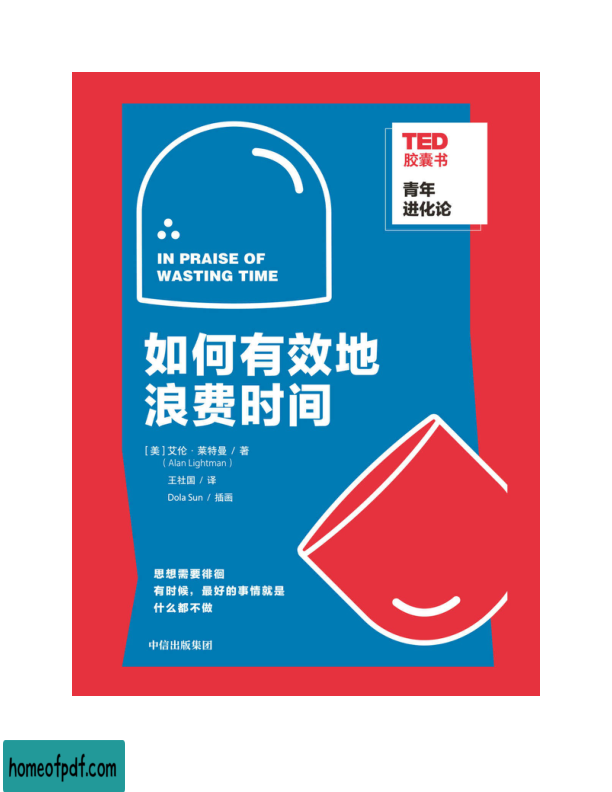 TED
胶囊书
青年
进化论
IN PRAISE OF
WASTING TIME
如何有效地
浪费时间
[美] 艾伦·莱特曼 / 著
(Alan Lightman)
王社国 / 译
Dola Sun / 插画
思想需要徘徊
有时候，最好的事情就是
什么都不做
中信出版集团
homeofpdf.com